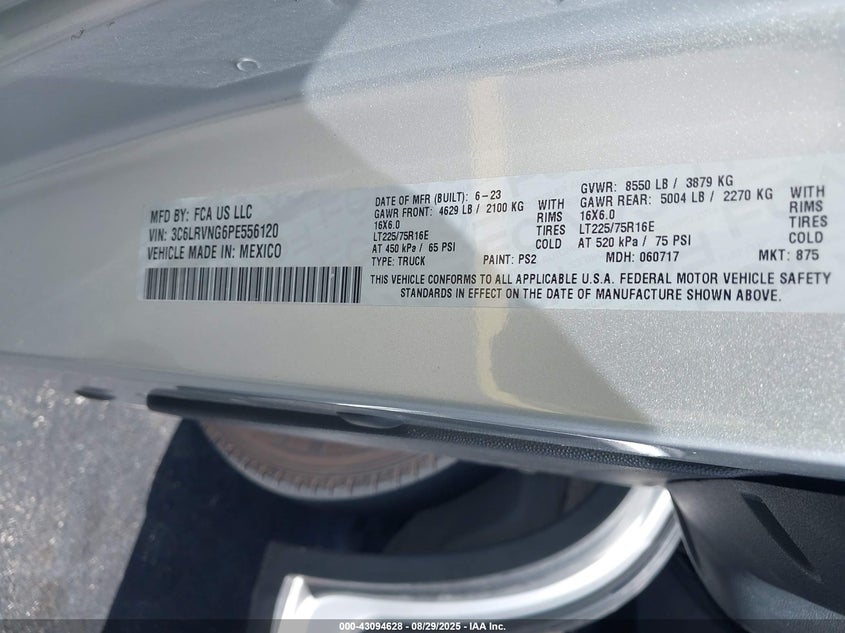 MFD BY: FCA US LLC
VIN: 3C6LRVNG6PE556120
VEHICLE MADE IN: MEXICO
DATE OF MFR (BUILT): 6-23
GAWR FRONT: 4629 LB / 2100 KG WITH
16X6.0 RIMS
LT225/75R16E TIRES
AT 450 kPa / 65 PSI COLD
TYPE: TRUCK PAINT: PS2
GVWR: 8550 LB / 3879 KG
GAWR REAR: 5004 LB / 2270 KG WITH
16X6.0 RIMS
LT225/75R16E TIRES
AT 520 kPa / 75 PSI COLD
MDH: 060717 MKT: 875
THIS VEHICLE CONFORMS TO ALL APPLICABLE U.S.A. FEDERAL MOTOR VEHICLE SAFETY
STANDARDS IN EFFECT ON THE DATE OF MANUFACTURE SHOWN ABOVE.
000-43094628 | 08/29/2025 | IAA Inc.